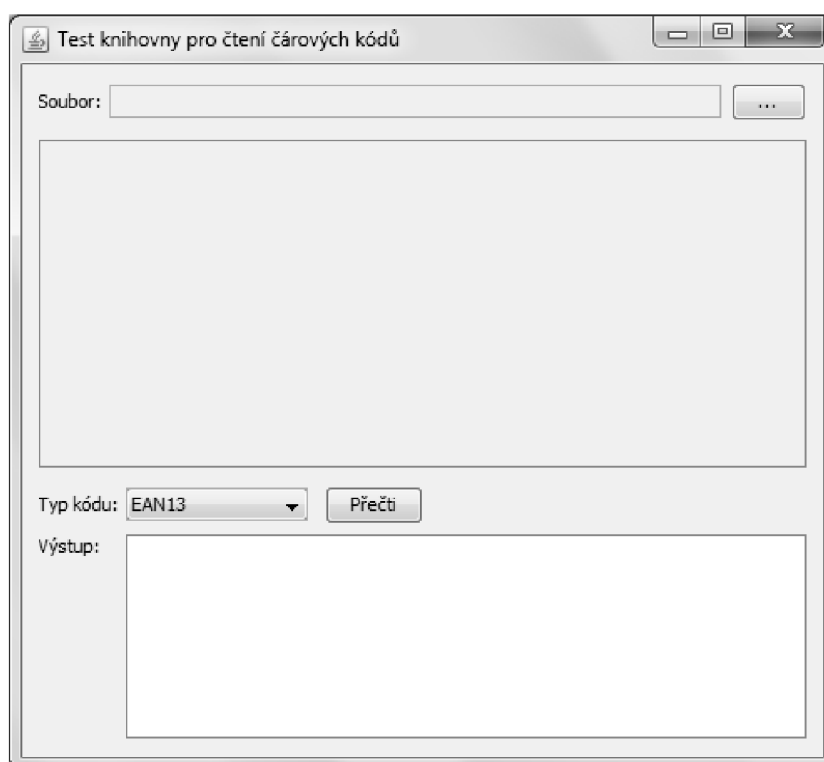 Test knihovny pro čtení čárových kódů
Soubor: ...
Typ kódu: EAN13 Přečti
Výstup: